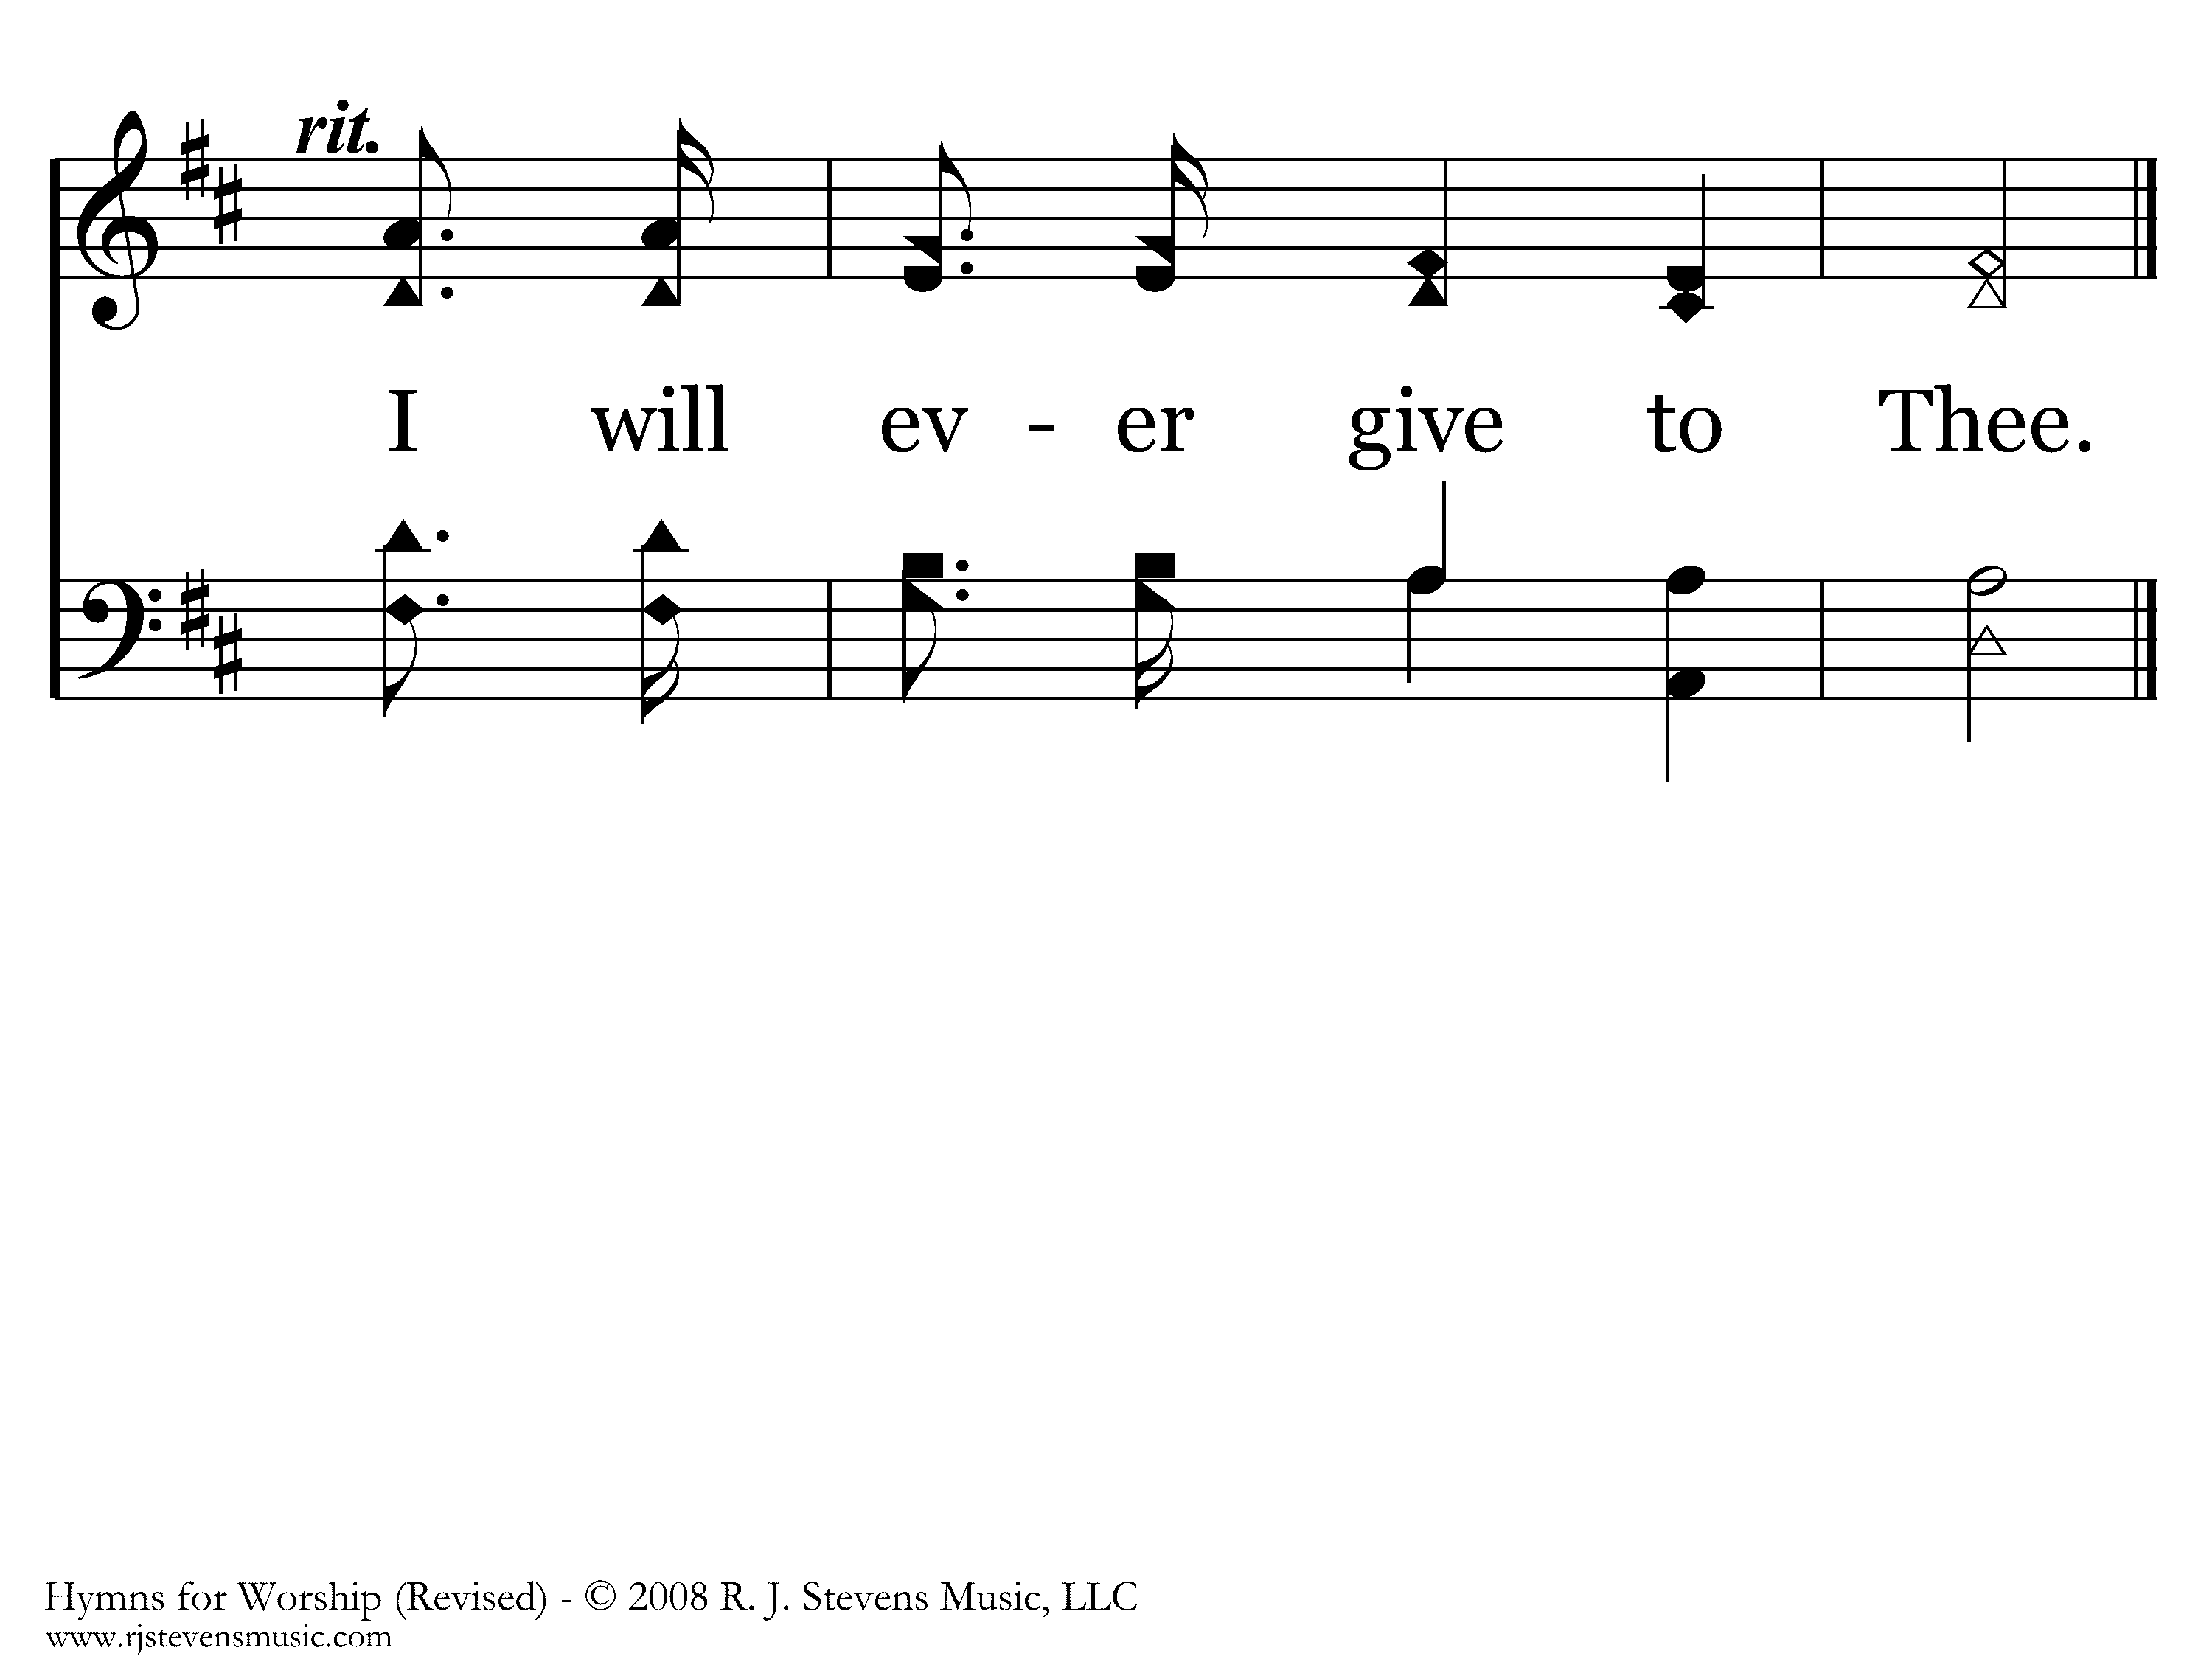 rit.
I will ev - er give to Thee.
Hymns for Worship (Revised) - © 2008 R. J. Stevens Music, LLC
www.rjstevensmusic.com